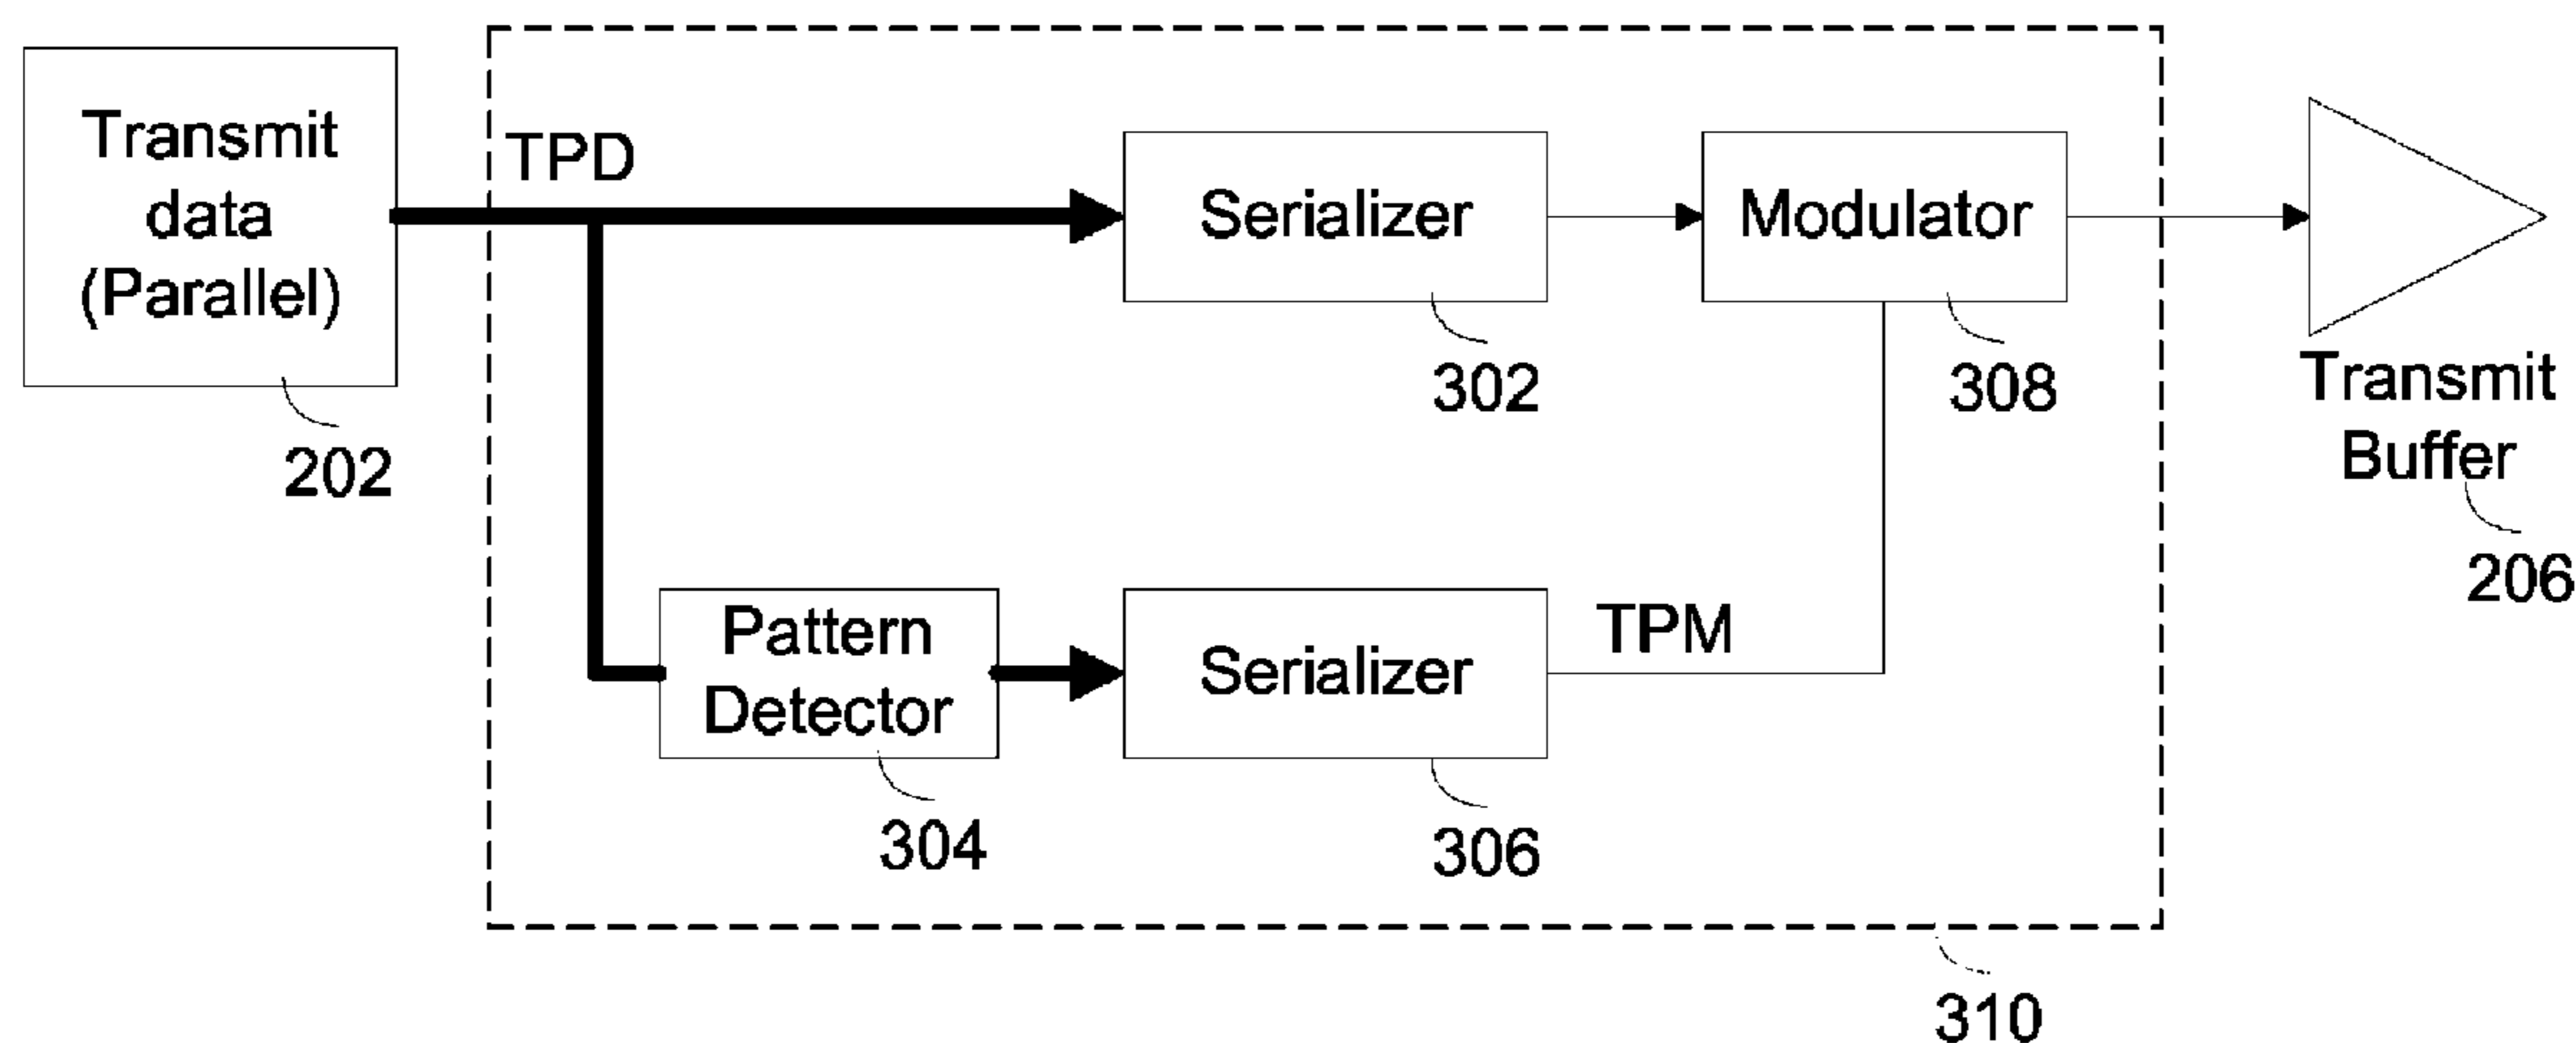 Transmit
data
(Parallel)
202
TPD
Serializer
302
Modulator
308
Transmit
Buffer
206
Pattern
Detector
304
Serializer
306
TPM
310